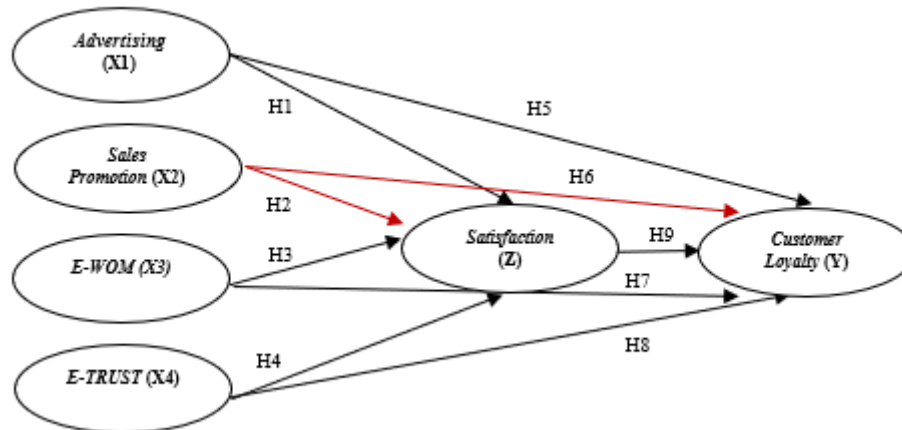 Advertising
(X1)
H1
H5
Sales
Promotion (X2)
H6
H2
Satisfaction
(Z)
H9
Customer
Loyalty (Y)
E-WOM (X3)
H3
H7
E-TRUST (X4)
H4
H8